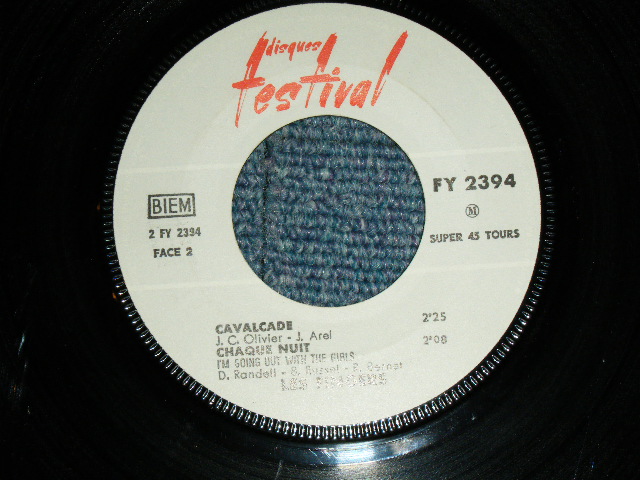 disques
festival
BIEM
2 FY 2394
FACE 2
FY 2394
M
SUPER 45 TOURS
CAVALCADE 2'25
J. C. Olivier - J. Arel
CHAQUE NUIT 2'08
I'M GOING OUT WITH THE GIRLS
D. Randell -
LES